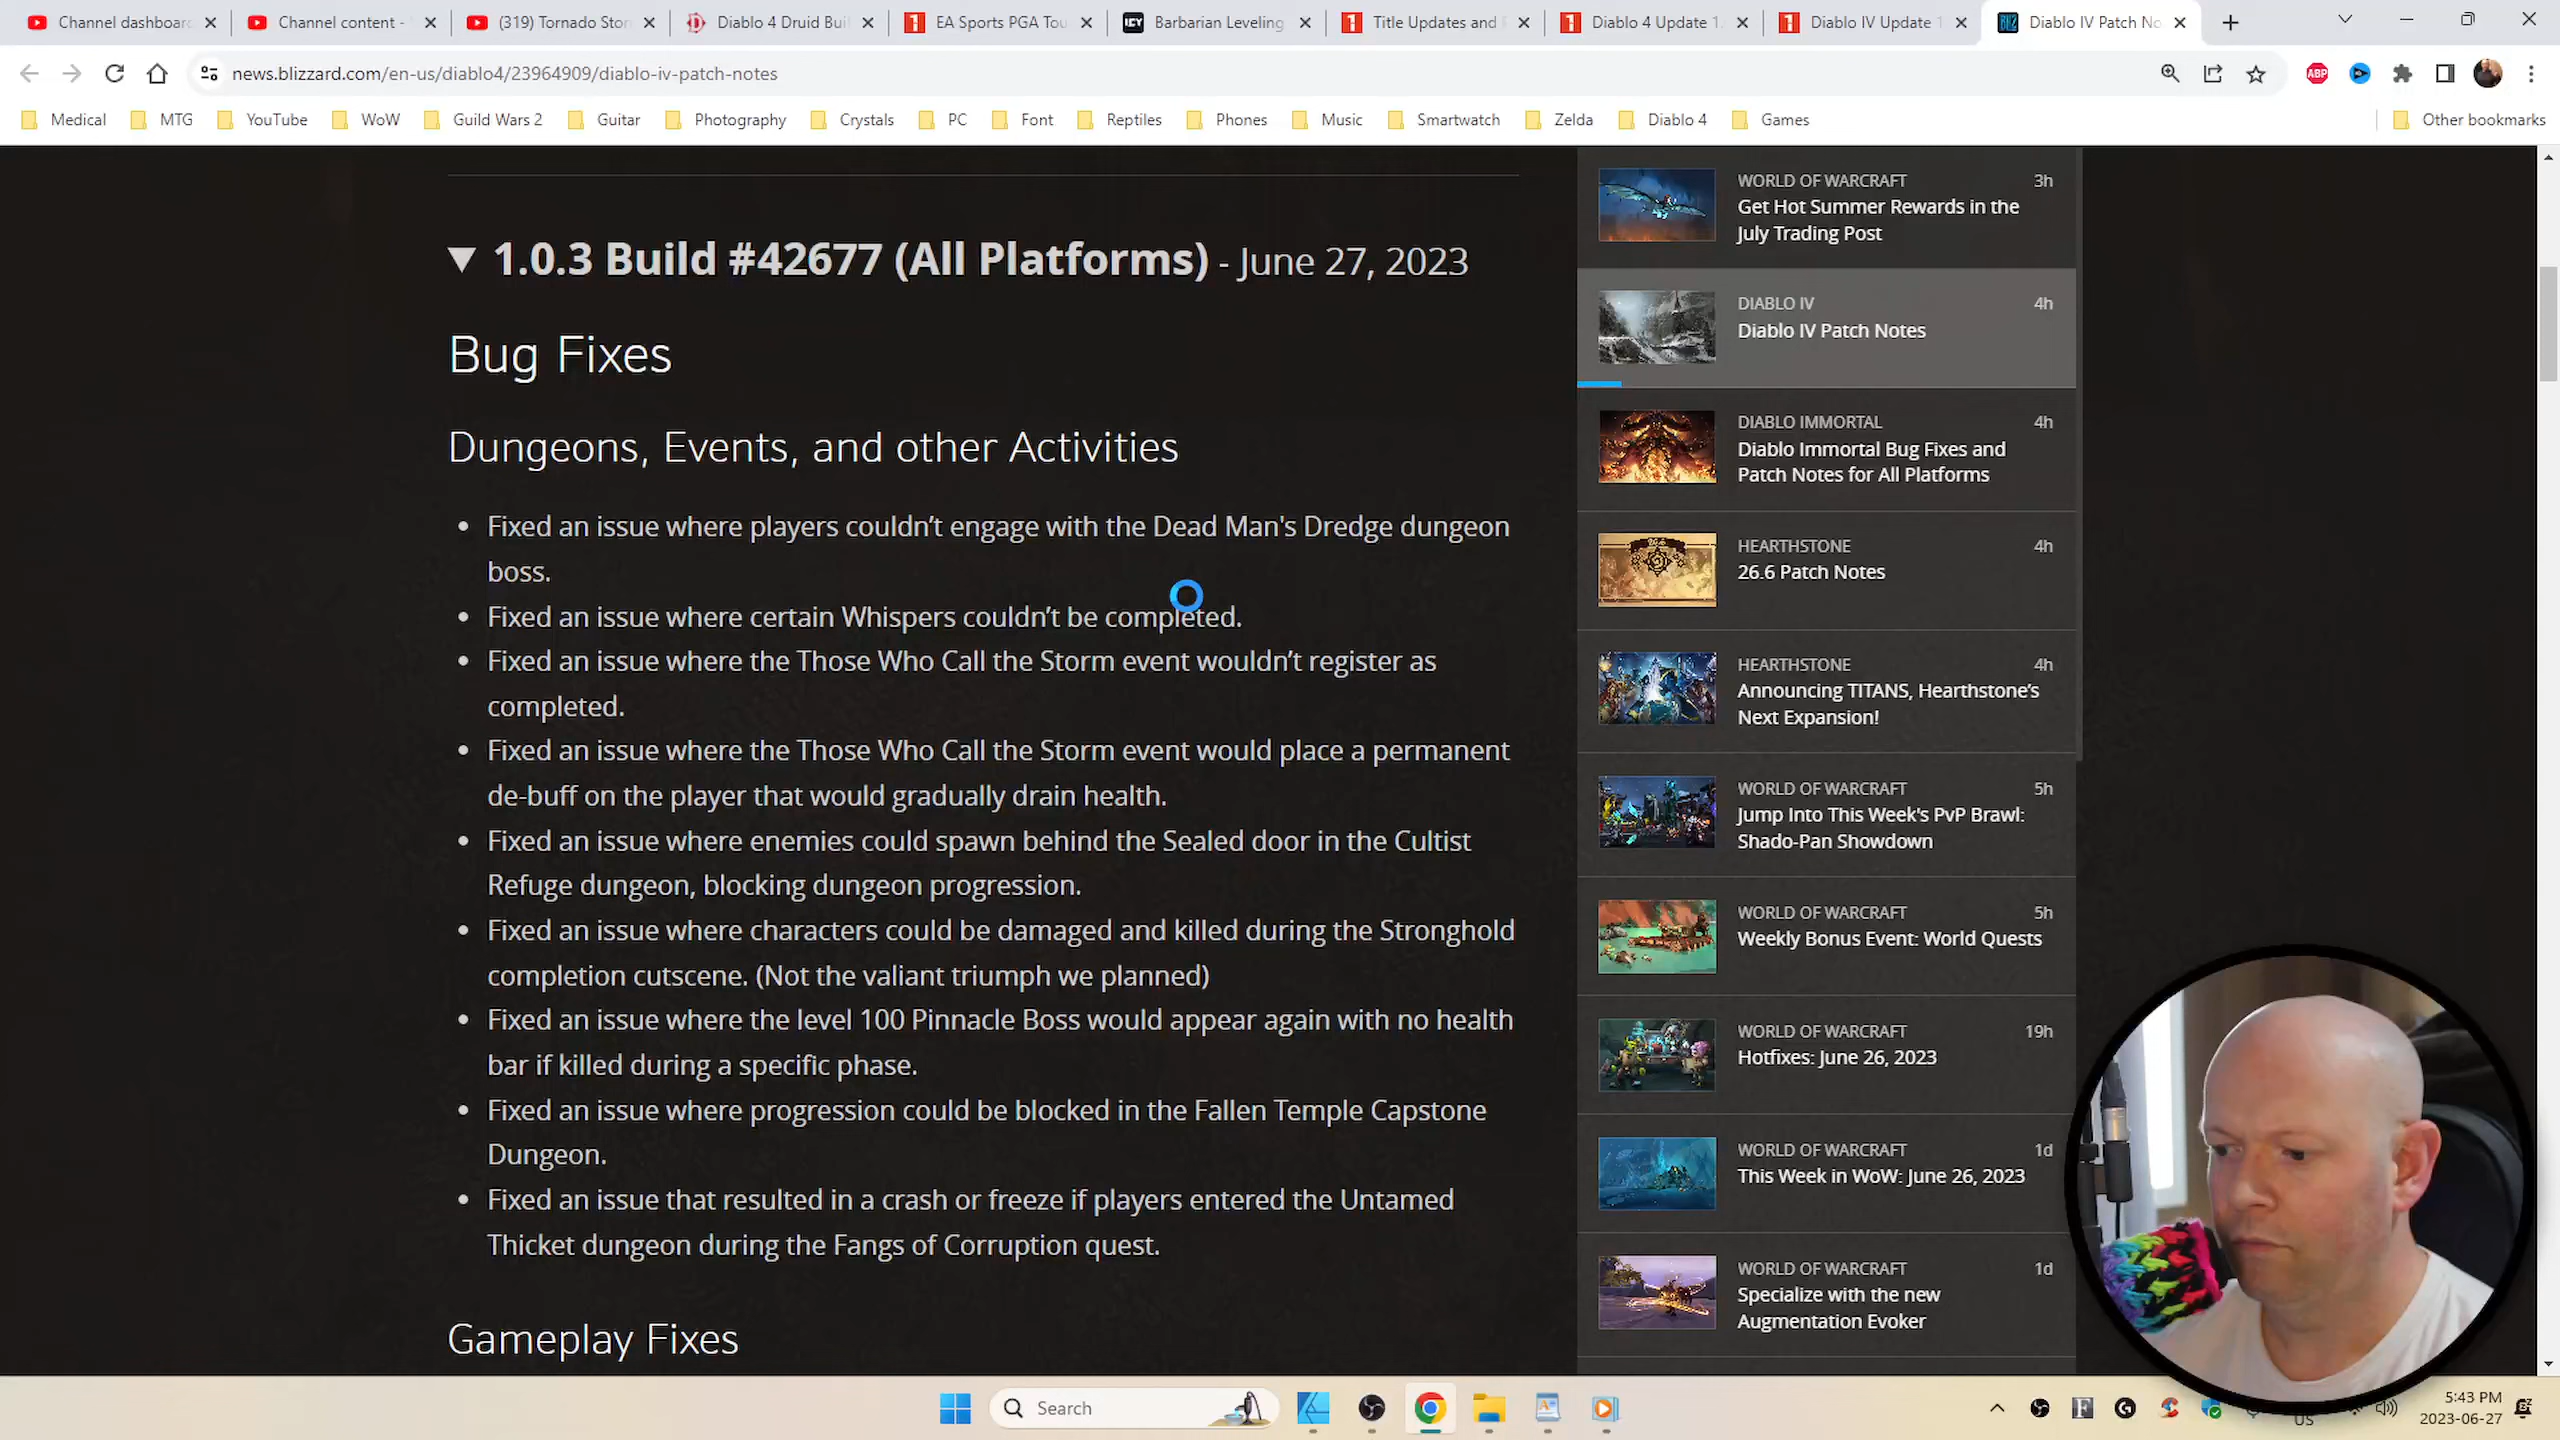 Channel dashboard
Channel content -
(319) Tornado Stor
Diablo 4 Druid Buil
EA Sports PGA Tou
Barbarian Leveling
Title Updates and
Diablo 4 Update 1.
Diablo IV Update 1
Diablo IV Patch No
news.blizzard.com/en-us/diablo4/23964909/diablo-iv-patch-notes
ABP
Medical
MTG
YouTube
WoW
Guild Wars 2
Guitar
Photography
Crystals
PC
Font
Reptiles
Phones
Music
Smartwatch
Zelda
Diablo 4
Games
Other bookmarks
1.0.3 Build #42677 (All Platforms) - June 27, 2023
Bug Fixes
Dungeons, Events, and other Activities
• Fixed an issue where players couldn’t engage with the Dead Man's Dredge dungeon
boss.
• Fixed an issue where certain Whispers couldn’t be completed.
• Fixed an issue where the Those Who Call the Storm event wouldn’t register as
completed.
• Fixed an issue where the Those Who Call the Storm event would place a permanent
de-buff on the player that would gradually drain health.
• Fixed an issue where enemies could spawn behind the Sealed door in the Cultist
Refuge dungeon, blocking dungeon progression.
• Fixed an issue where characters could be damaged and killed during the Stronghold
completion cutscene. (Not the valiant triumph we planned)
• Fixed an issue where the level 100 Pinnacle Boss would appear again with no health
bar if killed during a specific phase.
• Fixed an issue where progression could be blocked in the Fallen Temple Capstone
Dungeon.
• Fixed an issue that resulted in a crash or freeze if players entered the Untamed
Thicket dungeon during the Fangs of Corruption quest.
Gameplay Fixes
WORLD OF WARCRAFT 3h
Get Hot Summer Rewards in the
July Trading Post
DIABLO IV 4h
Diablo IV Patch Notes
DIABLO IMMORTAL 4h
Diablo Immortal Bug Fixes and
Patch Notes for All Platforms
HEARTHSTONE 4h
26.6 Patch Notes
HEARTHSTONE 4h
Announcing TITANS, Hearthstone’s
Next Expansion!
WORLD OF WARCRAFT 5h
Jump Into This Week's PvP Brawl:
Shado-Pan Showdown
WORLD OF WARCRAFT 5h
Weekly Bonus Event: World Quests
WORLD OF WARCRAFT 19h
Hotfixes: June 26, 2023
WORLD OF WARCRAFT 1d
This Week in WoW: June 26, 2023
WORLD OF WARCRAFT 1d
Specialize with the new
Augmentation Evoker
Search
US
5:43 PM
2023-06-27